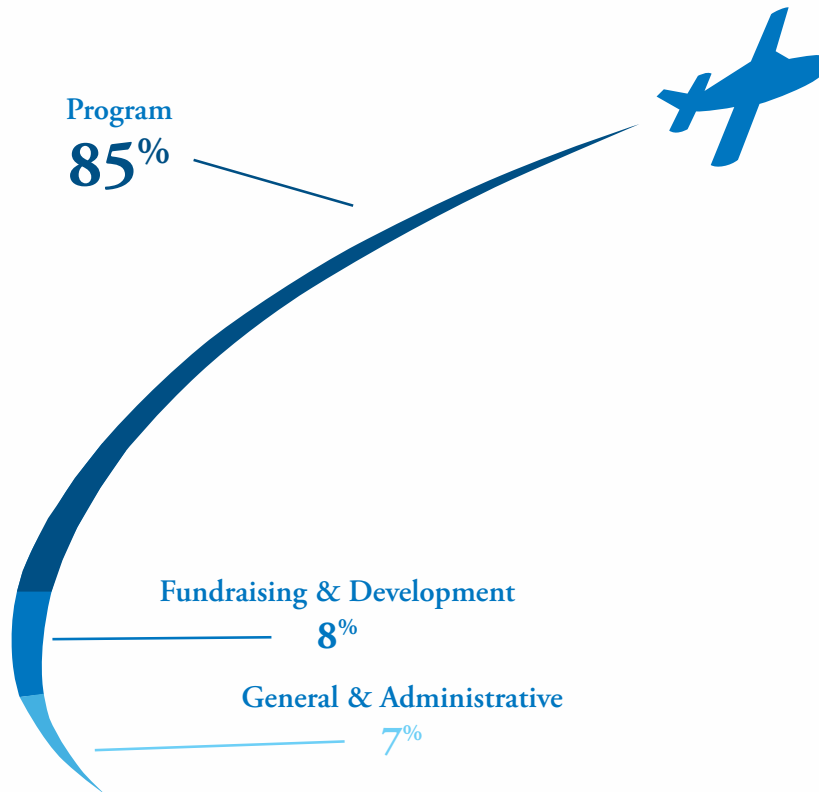 Program
85%
Fundraising & Development
8%
General & Administrative
7%